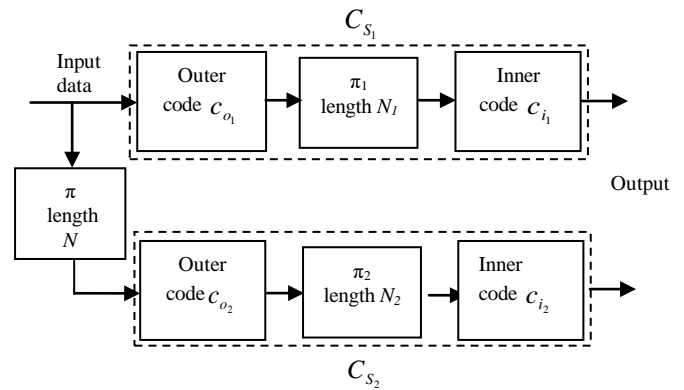 C_{S_1}
Input
data
Outer
code c_{o_1}
π_1
length N_1
Inner
code c_{i_1}
π
length
N
Output
Outer
code c_{o_2}
π_2
length N_2
Inner
code c_{i_2}
C_{S_2}